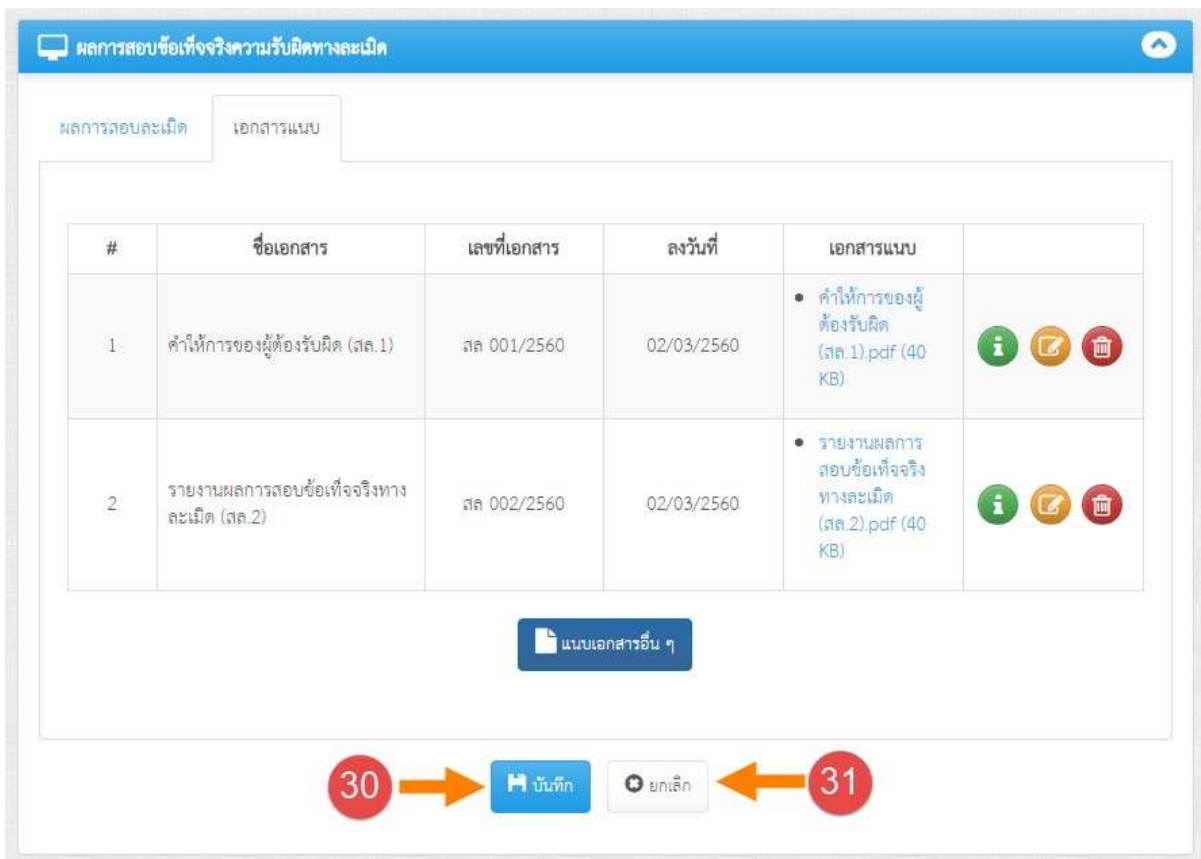 ผลการสอบข้อเท็จจริงความรับผิดทางละเมิด
ผลการสอบละเมิด เอกสารแนบ
# ชื่อเอกสาร เลขที่เอกสาร ลงวันที่ เอกสารแนบ
1 คำให้การของผู้ต้องรับผิด (สล.1) สล 001/2560 02/03/2560
คำให้การของผู้
ต้องรับผิด
(สล.1).pdf (40
KB)
2 รายงานผลการสอบข้อเท็จจริงทาง
ละเมิด (สล.2)
สล 002/2560 02/03/2560
รายงานผลการ
สอบข้อเท็จจริง
ทางละเมิด
(สล.2).pdf (40
KB)
แนบเอกสารอื่น ๆ
30 บันทึก ยกเลิก 31